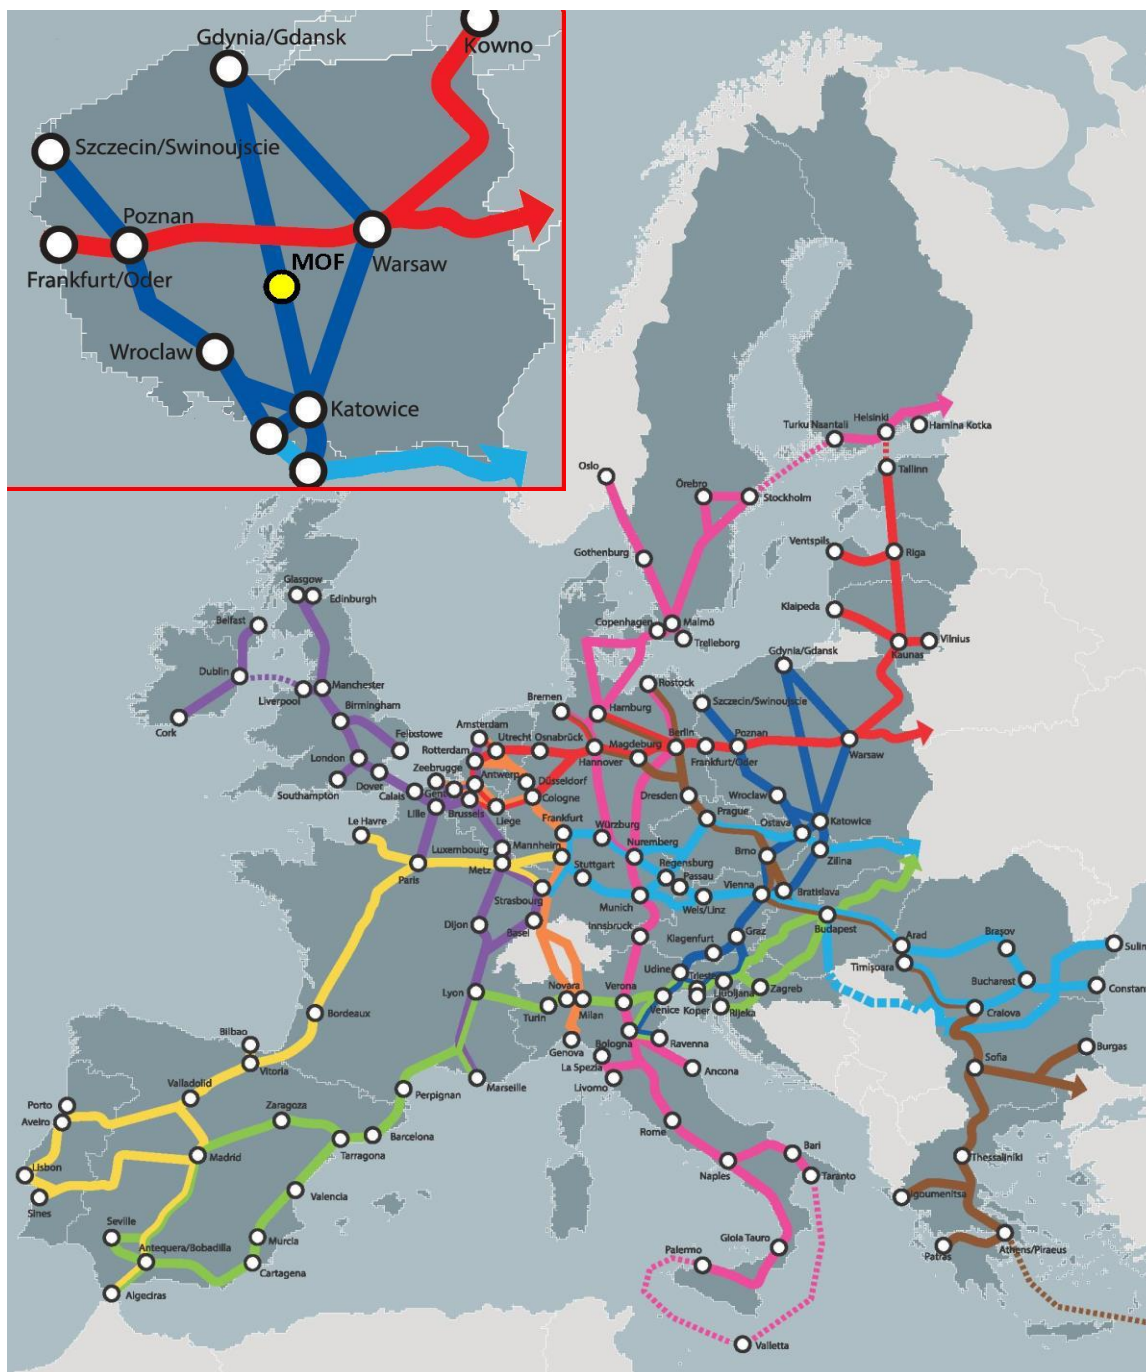 Gdynia/Gdansk
Kowno
Szczecin/Swinoujscie
Poznan
MOF
Warsaw
Frankfurt/Oder
Wroclaw
Katowice
Turku Naantali
Helsinki
Hamina Kotka
Oslo
Örebro
Stockholm
Tallinn
Gothenburg
Ventspils
Riga
Glasgow
Edinburgh
Belfast
Copenhagen
Malmö
Trelleborg
Klaipeda
Vilnius
Kaunas
Dublin
Liverpool
Manchester
Birmingham
Cork
Felixstowe
London
Southampton
Dover
Calais
Lille
Bremen
Rostock
Hamburg
Gdynia/Gdansk
Szczecin/Swinoujscie
Amsterdam
Utrecht
Osnabrück
Rotterdam
Zeebrugge
Gent
Antwerp
Brussels
Liege
Düsseldorf
Cologne
Hannover
Magdeburg
Berlin
Frankfurt/Oder
Poznan
Warsaw
Dresden
Wroclaw
Prague
Ostava
Katowice
Zilina
Le Havre
Paris
Luxembourg
Metz
Mannheim
Frankfurt
Würzburg
Nuremberg
Stuttgart
Regensburg
Passau
Wels/Linz
Munich
Brno
Vienna
Bratislava
Budapest
Strasbourg
Basel
Dijon
Innsbruck
Klagenfurt
Graz
Udine
Trieste
Ljubljana
Zagreb
Koper
Rijeka
Venice
Verona
Novara
Milan
Turin
Lyon
Genova
Bologna
Ravenna
La Spezia
Livorno
Ancona
Arad
Timişoara
Braşov
Bucharest
Craiova
Sulin
Constan
Sofia
Burgas
Bordeaux
Bilbao
Vitoria
Valladolid
Porto
Aveiro
Zaragoza
Perpignan
Marseille
Barcelona
Tarragona
Madrid
Lisbon
Sines
Valencia
Seville
Murcia
Antequera/Bobadilla
Cartagena
Algeciras
Rome
Naples
Bari
Taranto
Gioia Tauro
Palermo
Valletta
Thessaliniki
Igoumenitsa
Patras
Athens/Piraeus